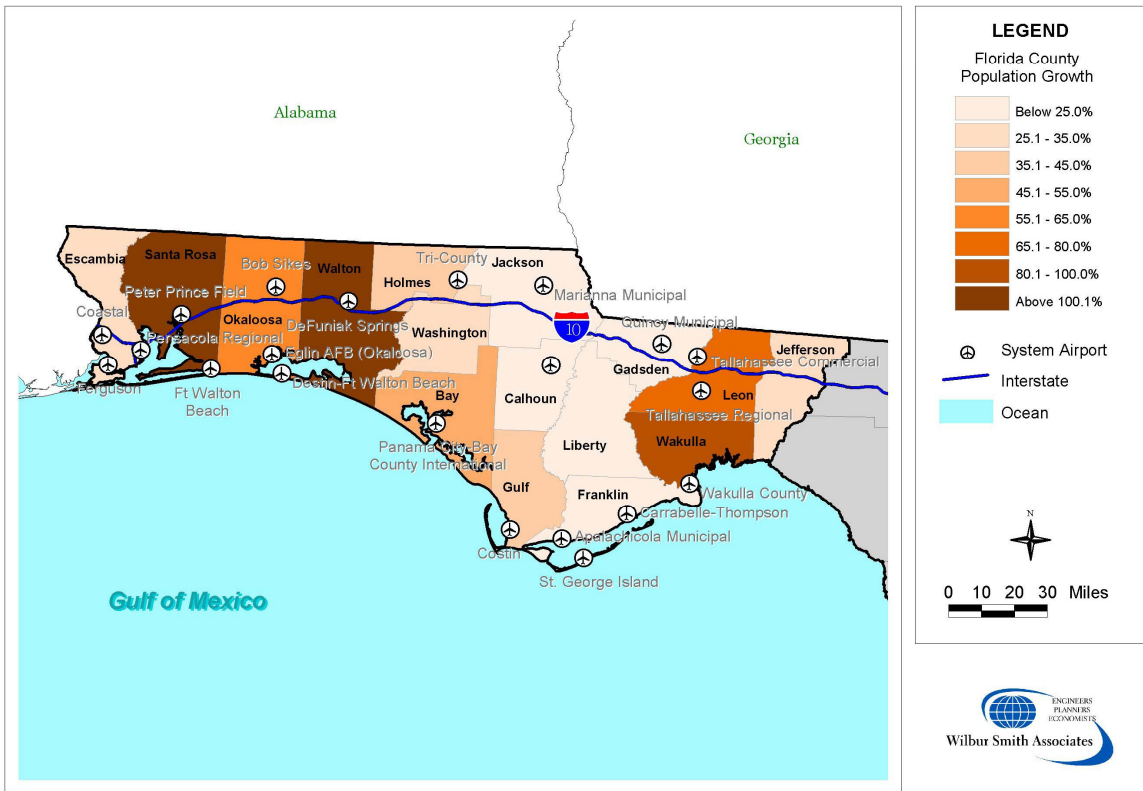 Alabama
Georgia
Escambia
Santa Rosa
Bob Sikes
Walton
Tri-County
Jackson
Holmes
Peter Prince Field
Marianna Municipal
Coastal
Okaloosa
DeFuniak Springs
Washington
10
Quincy Municipal
Pensacola Regional
Eglin AFB (Okaloosa)
Jefferson
Tallahassee Commercial
Gadsden
Ferguson
Ft Walton
Beach
Destin-Ft Walton Beach
Bay
Calhoun
Leon
Tallahassee Regional
Panama City-Bay
County International
Liberty
Wakulla
Gulf
Franklin
Wakulla County
Carrabelle-Thompson
Costin
Apalachicola Municipal
St. George Island
Gulf of Mexico
LEGEND
Florida County
Population Growth
Below 25.0%
25.1 - 35.0%
35.1 - 45.0%
45.1 - 55.0%
55.1 - 65.0%
65.1 - 80.0%
80.1 - 100.0%
Above 100.1%
System Airport
Interstate
Ocean
N
0 10 20 30 Miles
ENGINEERS
PLANNERS
ECONOMISTS
Wilbur Smith Associates